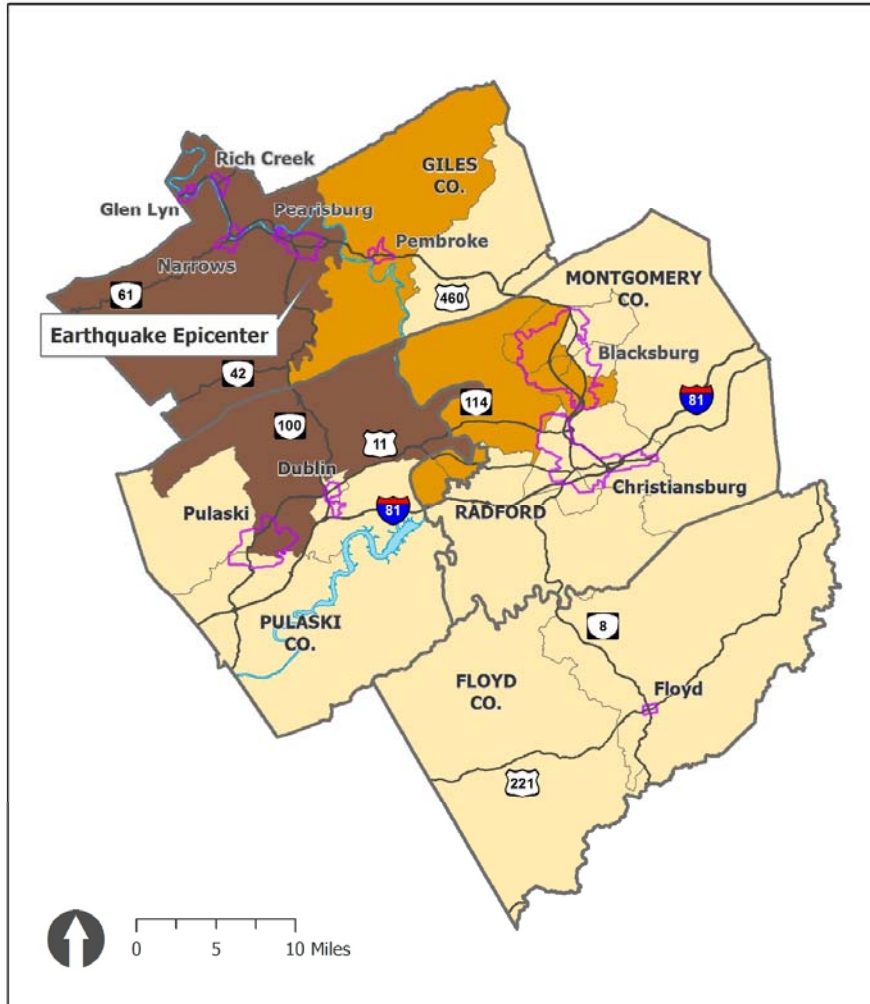 Rich Creek
GILES
CO.
Glen Lyn
Pearisburg
Pembroke
Narrows
MONTGOMERY
CO.
61
460
Earthquake Epicenter
Blacksburg
42
114
81
100
11
Dublin
Pulaski
81
RADFORD
Christiansburg
PULASKI
CO.
8
FLOYD
CO.
Floyd
221
0 5 10 Miles